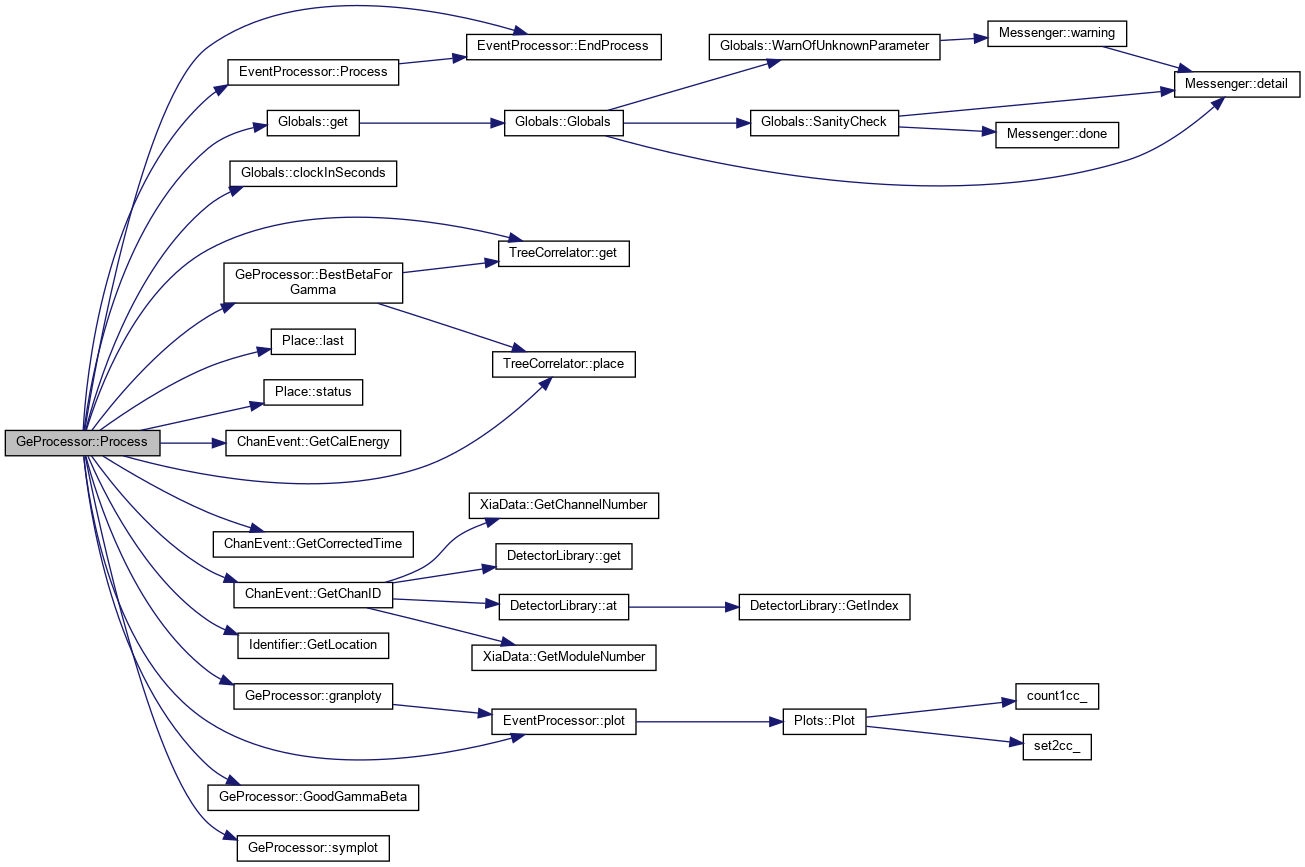 EventProcessor::EndProcess
Globals::WarnOfUnknownParameter
Messenger::warning
EventProcessor::Process
Messenger::detail
Globals::get
Globals::Globals
Globals::SanityCheck
Messenger::done
Globals::clockInSeconds
TreeCorrelator::get
GeProcessor::BestBetaFor
Gamma
Place::last
TreeCorrelator::place
Place::status
GeProcessor::Process
ChanEvent::GetCalEnergy
XiaData::GetChannelNumber
ChanEvent::GetCorrectedTime
DetectorLibrary::get
ChanEvent::GetChanID
DetectorLibrary::at
DetectorLibrary::GetIndex
Identifier::GetLocation
XiaData::GetModuleNumber
GeProcessor::granploty
count1cc_
EventProcessor::plot
Plots::Plot
set2cc_
GeProcessor::GoodGammaBeta
GeProcessor::symplot